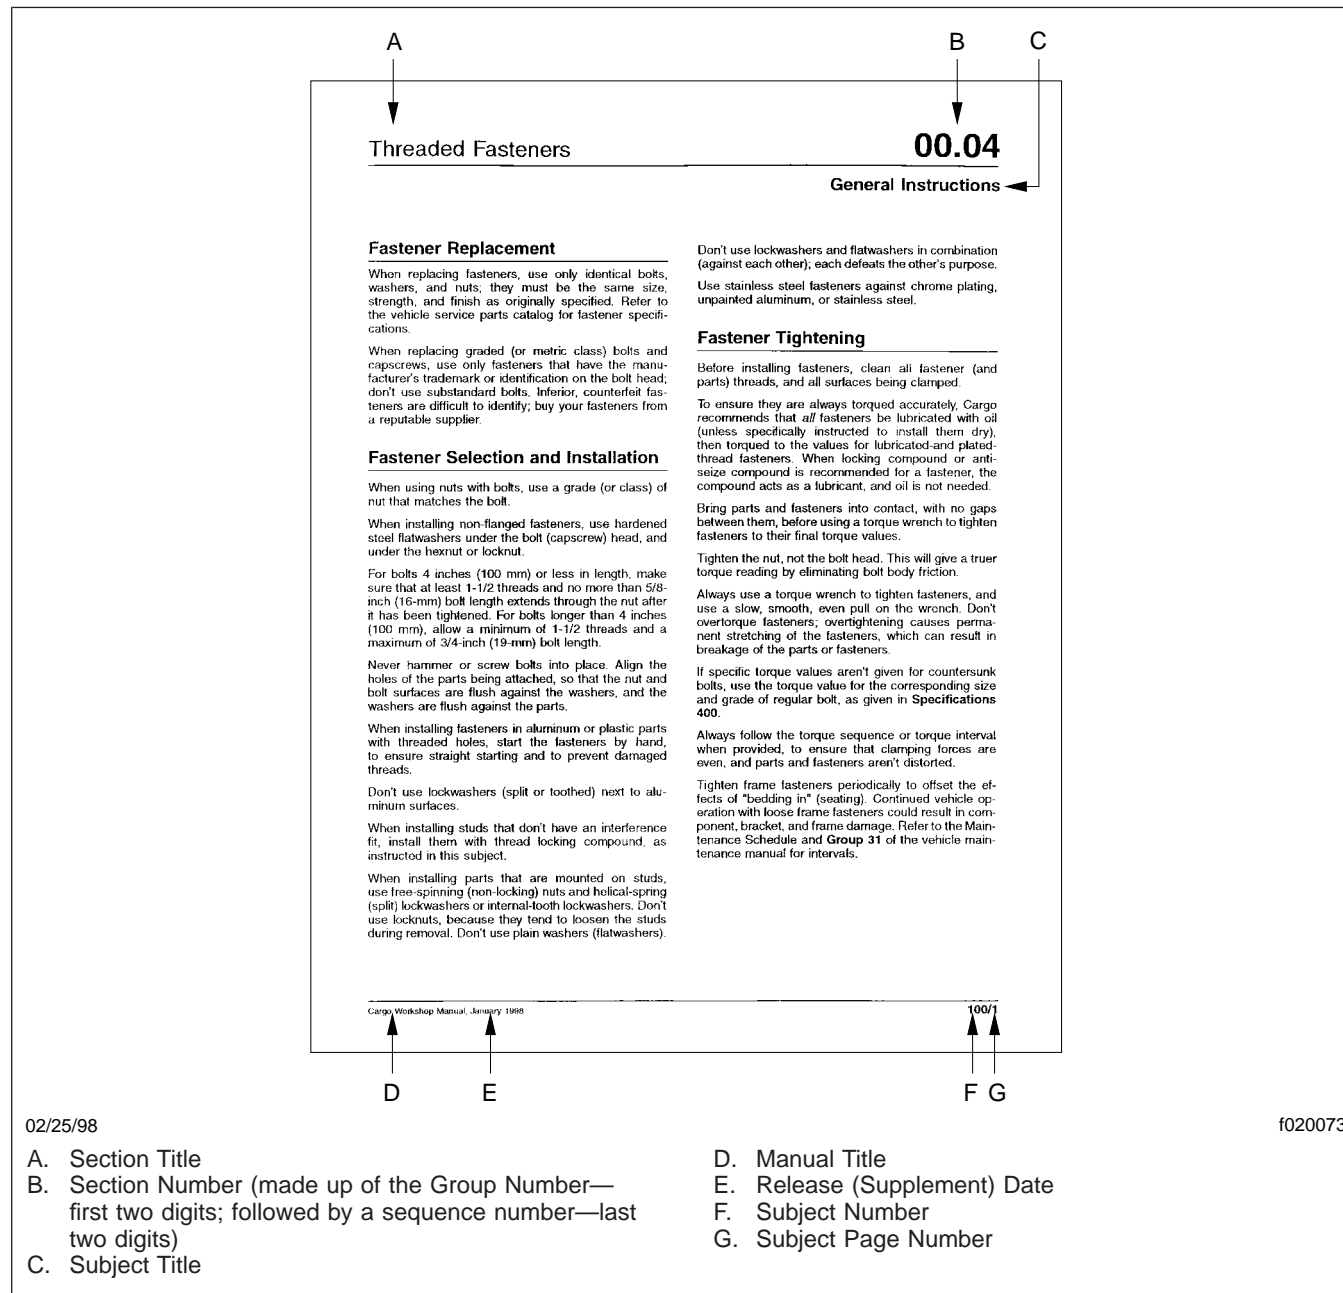 A
B
C
Threaded Fasteners
00.04
General Instructions
Fastener Replacement
When replacing fasteners, use only identical bolts,
washers, and nuts; they must be the same size,
strength, and finish as originally specified. Refer to
the vehicle service parts catalog for fastener specifi-
cations.
When replacing graded (or metric class) bolts and
capscrews, use only fasteners that have the manu-
facturer's trademark or identification on the bolt head;
don't use substandard bolts. Inferior, counterfeit fas-
teners are difficult to identify; buy your fasteners from
a reputable supplier.
Fastener Selection and Installation
When using nuts with bolts, use a grade (or class) of
nut that matches the bolt.
When installing non-flanged fasteners, use hardened
steel flatwashers under the bolt (capscrew) head, and
under the hexnut or locknut.
For bolts 4 inches (100 mm) or less in length, make
sure that at least 1-1/2 threads and no more than 5/8-
inch (16-mm) bolt length extends through the nut after
it has been tightened. For bolts longer than 4 inches
(100 mm), allow a minimum of 1-1/2 threads and a
maximum of 3/4-inch (19-mm) bolt length.
Never hammer or screw bolts into place. Align the
holes of the parts being attached, so that the nut and
bolt surfaces are flush against the washers, and the
washers are flush against the parts.
When installing fasteners in aluminum or plastic parts
with threaded holes, start the fasteners by hand,
to ensure straight starting and to prevent damaged
threads.
Don't use lockwashers (split or toothed) next to alu-
minum surfaces.
When installing studs that don't have an interference
fit, install them with thread locking compound, as
instructed in this subject.
When installing parts that are mounted on studs,
use free-spinning (non-locking) nuts and helical-spring
(split) lockwashers or internal-tooth lockwashers. Don't
use locknuts, because they tend to loosen the studs
during removal. Don't use plain washers (flatwashers).
Don't use lockwashers and flatwashers in combination
(against each other); each defeats the other's purpose.
Use stainless steel fasteners against chrome plating,
unpainted aluminum, or stainless steel.
Fastener Tightening
Before installing fasteners, clean all fastener (and
parts) threads, and all surfaces being clamped.
To ensure they are always torqued accurately, Cargo
recommends that all fasteners be lubricated with oil
(unless specifically instructed to install them dry),
then torqued to the values for lubricated-and plated-
thread fasteners. When locking compound or anti-
seize compound is recommended for a fastener, the
compound acts as a lubricant, and oil is not needed.
Bring parts and fasteners into contact, with no gaps
between them, before using a torque wrench to tighten
fasteners to their final torque values.
Tighten the nut, not the bolt head. This will give a truer
torque reading by eliminating bolt body friction.
Always use a torque wrench to tighten fasteners, and
use a slow, smooth, even pull on the wrench. Don't
overtorque fasteners; overtightening causes perma-
nent stretching of the fasteners, which can result in
breakage of the parts or fasteners.
If specific torque values aren't given for countersunk
bolts, use the torque value for the corresponding size
and grade of regular bolt, as given in Specifications
400.
Always follow the torque sequence or torque interval
when provided, to ensure that clamping forces are
even, and parts and fasteners aren't distorted.
Tighten frame fasteners periodically to offset the ef-
fects of "bedding in" (seating). Continued vehicle op-
eration with loose frame fasteners could result in com-
ponent, bracket, and frame damage. Refer to the Main-
tenance Schedule and Group 31 of the vehicle main-
tenance manual for intervals.
Cargo Workshop Manual, January 1998
100/1
D
E
F
G
02/25/98
f020073
A. Section Title
B. Section Number (made up of the Group Number—
first two digits; followed by a sequence number—last
two digits)
C. Subject Title
D. Manual Title
E. Release (Supplement) Date
F. Subject Number
G. Subject Page Number